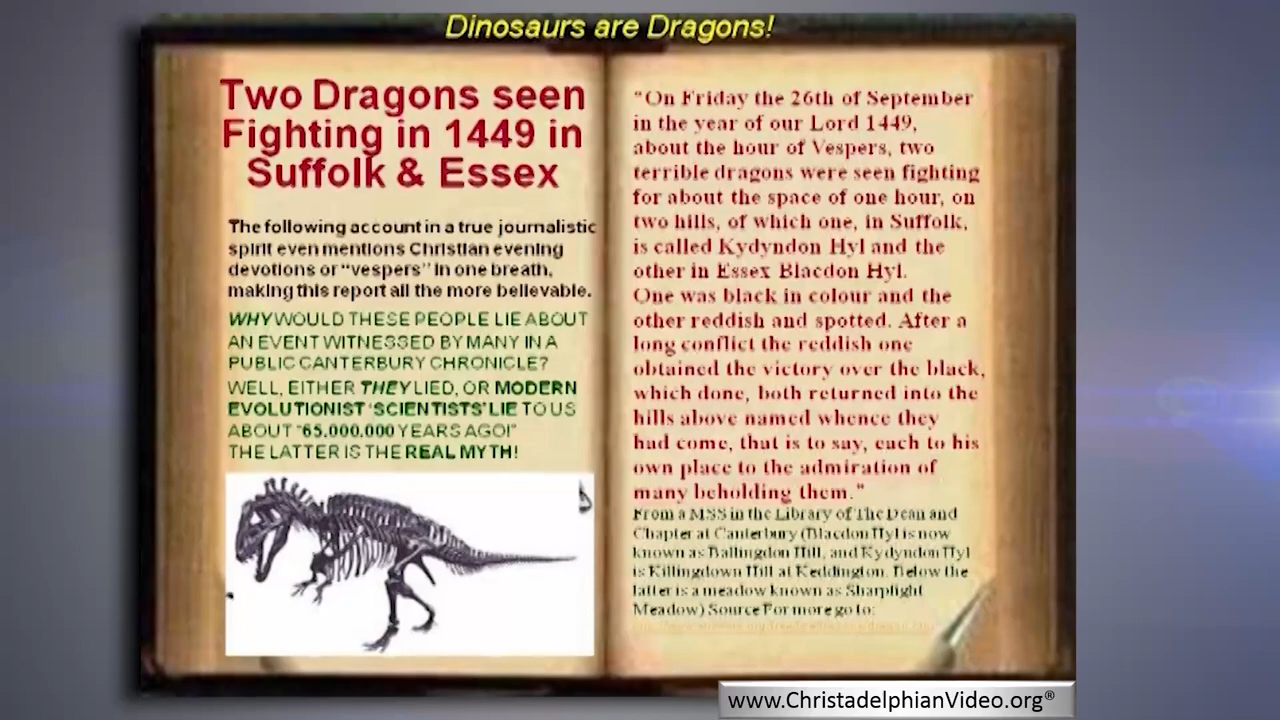 Dinosaurs are Dragons!
Two Dragons seen
Fighting in 1449 in
Suffolk & Essex
The following account in a true journalistic
spirit even mentions Christian evening
devotions or "vespers" in one breath,
making this report all the more believable.
WHY WOULD THESE PEOPLE LIE ABOUT
AN EVENT WITNESSED BY MANY IN A
PUBLIC CANTERBURY CHRONICLE?
WELL, EITHER THEY LIED, OR MODERN
EVOLUTIONIST 'SCIENTISTS' LIE TO US
ABOUT "65,000,000 YEARS AGO!"
THE LATTER IS THE REAL MYTH!
"On Friday the 26th of September
in the year of our Lord 1449,
about the hour of Vespers, two
terrible dragons were seen fighting
for about the space of one hour, on
two hills, of which one, in Suffolk,
is called Kydyndon Hyl and the
other in Essex Blacdon Hyl.
One was black in colour and the
other reddish and spotted. After a
long conflict the reddish one
obtained the victory over the black,
which done, both returned into the
hills above named whence they
had come, that is to say, each to his
own place to the admiration of
many beholding them."
From a MSS in the Library of The Dean and
Chapter at Canterbury (Blacdon Hyl is now
known as Ballingdon Hill, and Kydyndon Hyl
is Killingdown Hill at Keddington. Below the
latter is a meadow known as Sharpfight
Meadow) Source For more go to:
www.ChristadelphianVideo.org®